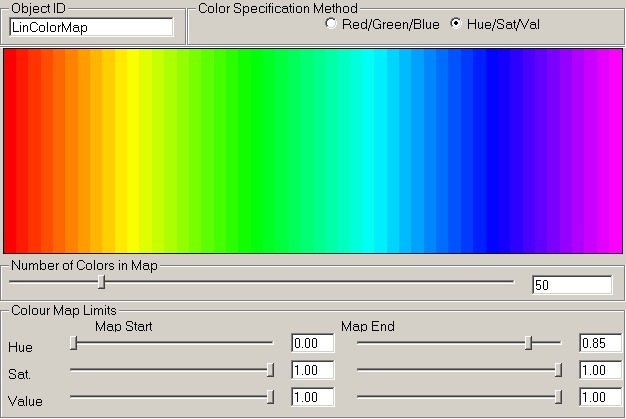 Object ID
Color Specification Method
LinColorMap
Red/Green/Blue
Hue/Sat/Val
Number of Colors in Map
50
Colour Map Limits
Map Start
Map End
Hue
0.00
0.85
Sat.
1.00
1.00
Value
1.00
1.00